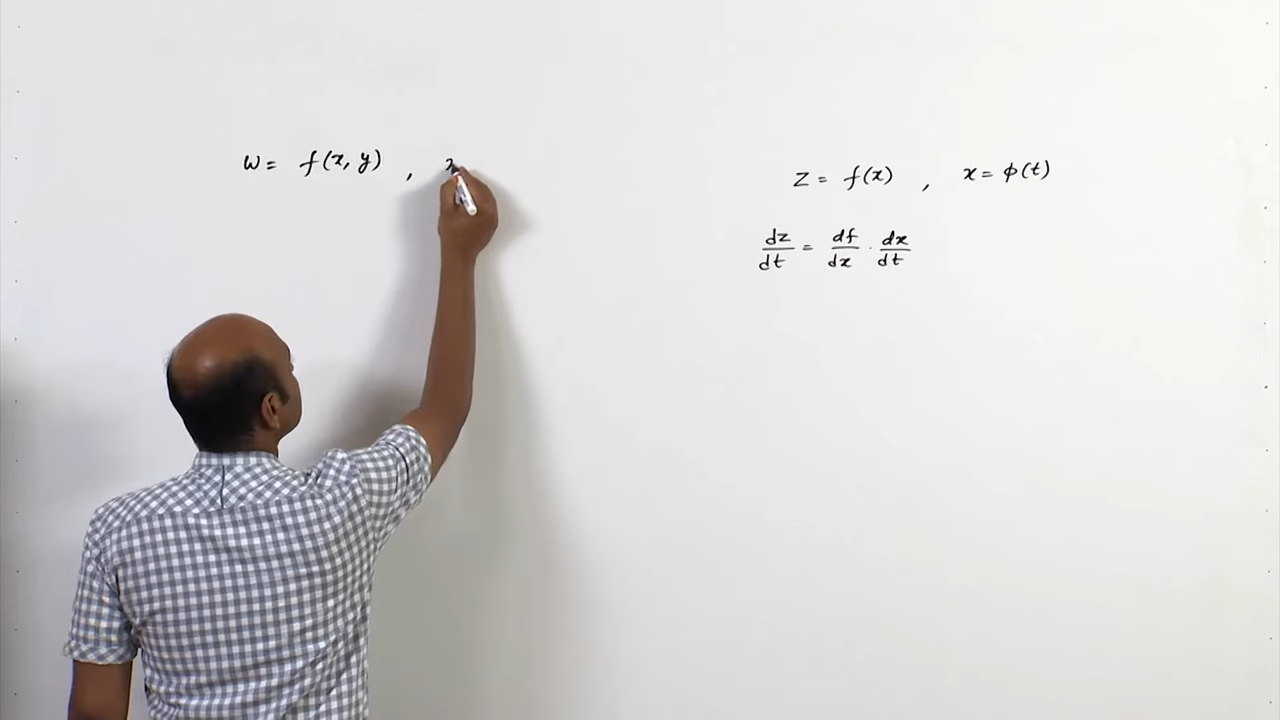 w = f(x, y) ,
z = f(x) , x = φ(t)
dz/dt = df/dx · dx/dt